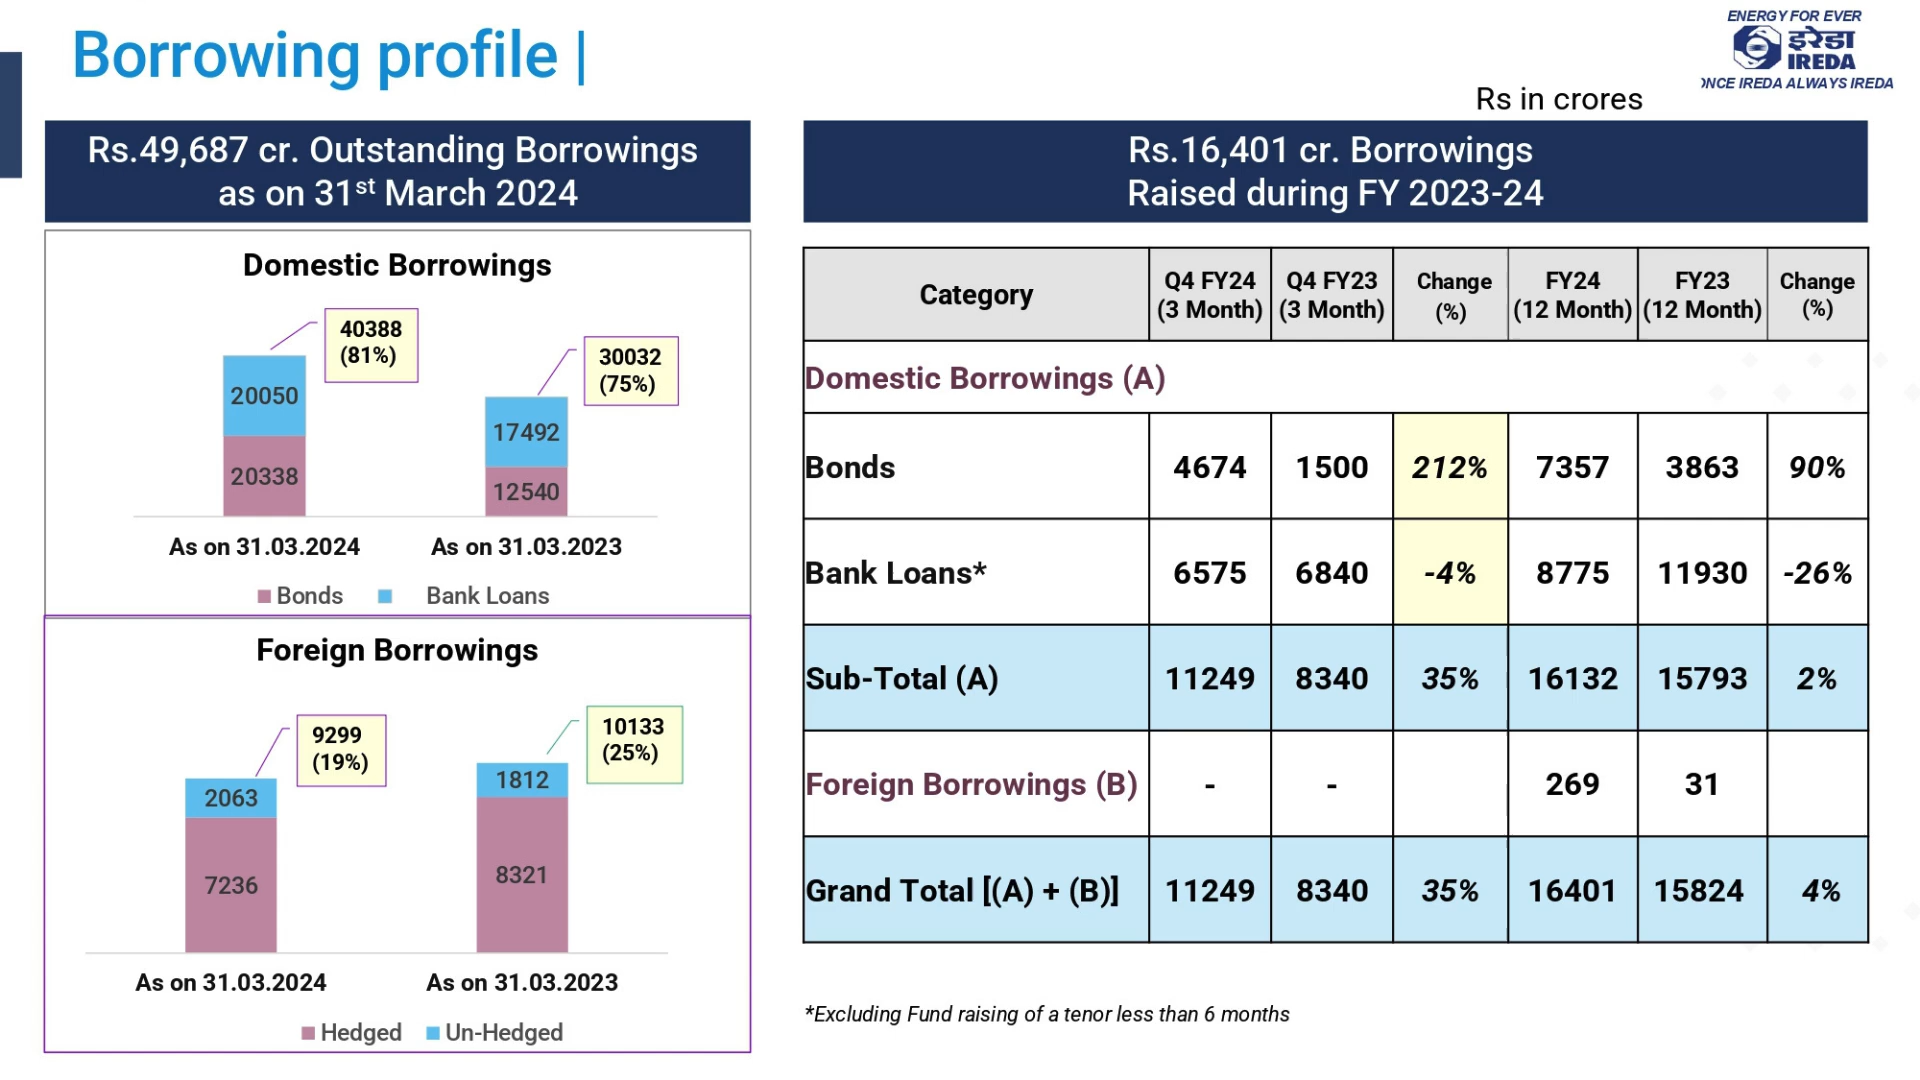 Borrowing profile |
ENERGY FOR EVER
इरेडा
IREDA
NCE IREDA ALWAYS IREDA
Rs in crores
Rs.49,687 cr. Outstanding Borrowings
as on 31st March 2024
Domestic Borrowings
40388
(81%)
30032
(75%)
20050
17492
20338
12540
As on 31.03.2024 As on 31.03.2023
Bonds Bank Loans
Foreign Borrowings
9299
(19%)
10133
(25%)
2063
1812
7236
8321
As on 31.03.2024 As on 31.03.2023
Hedged Un-Hedged
Rs.16,401 cr. Borrowings
Raised during FY 2023-24
Category Q4 FY24 (3 Month) Q4 FY23 (3 Month) Change (%) FY24 (12 Month) FY23 (12 Month) Change (%)
Domestic Borrowings (A)
Bonds 4674 1500 212% 7357 3863 90%
Bank Loans* 6575 6840 -4% 8775 11930 -26%
Sub-Total (A) 11249 8340 35% 16132 15793 2%
Foreign Borrowings (B) - - 269 31
Grand Total [(A) + (B)] 11249 8340 35% 16401 15824 4%
*Excluding Fund raising of a tenor less than 6 months